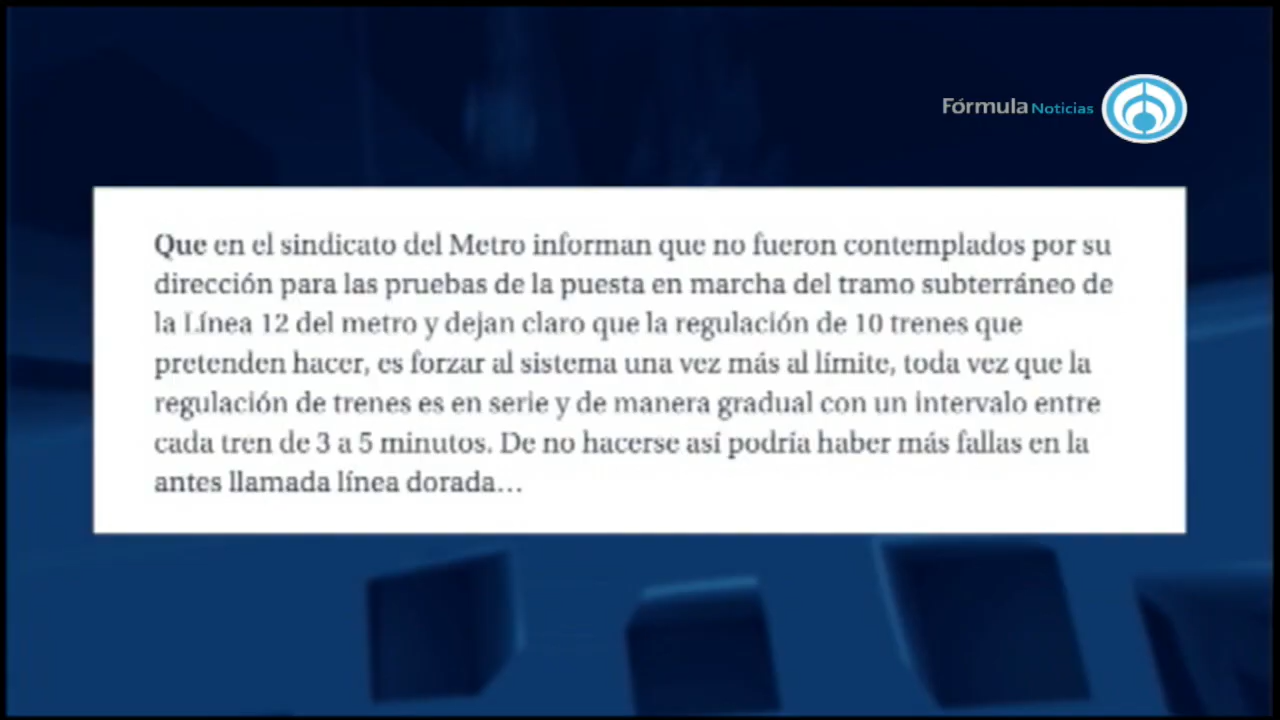 Fórmula Noticias
Que en el sindicato del Metro informan que no fueron contemplados por su
dirección para las pruebas de la puesta en marcha del tramo subterráneo de
la Línea 12 del metro y dejan claro que la regulación de 10 trenes que
pretenden hacer, es forzar al sistema una vez más al límite, toda vez que la
regulación de trenes es en serie y de manera gradual con un intervalo entre
cada tren de 3 a 5 minutos. De no hacerse así podría haber más fallas en la
antes llamada línea dorada...